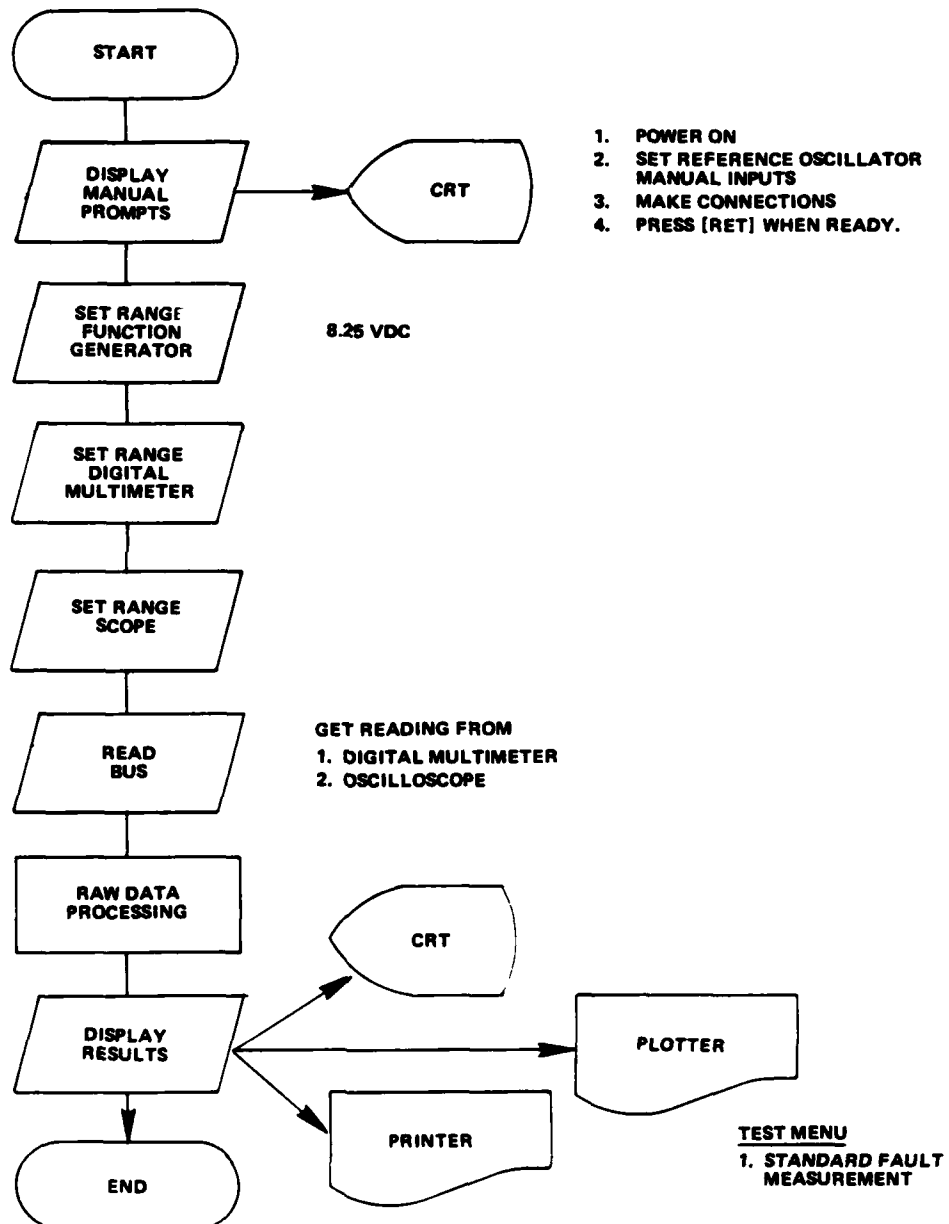 START
DISPLAY
MANUAL
PROMPTS
CRT
1. POWER ON
2. SET REFERENCE OSCILLATOR
MANUAL INPUTS
3. MAKE CONNECTIONS
4. PRESS [RET] WHEN READY.
SET RANGE
FUNCTION
GENERATOR
8.25 VDC
SET RANGE
DIGITAL
MULTIMETER
SET RANGE
SCOPE
READ
BUS
GET READING FROM
1. DIGITAL MULTIMETER
2. OSCILLOSCOPE
RAW DATA
PROCESSING
CRT
DISPLAY
RESULTS
PLOTTER
PRINTER
END
TEST MENU
1. STANDARD FAULT
MEASUREMENT